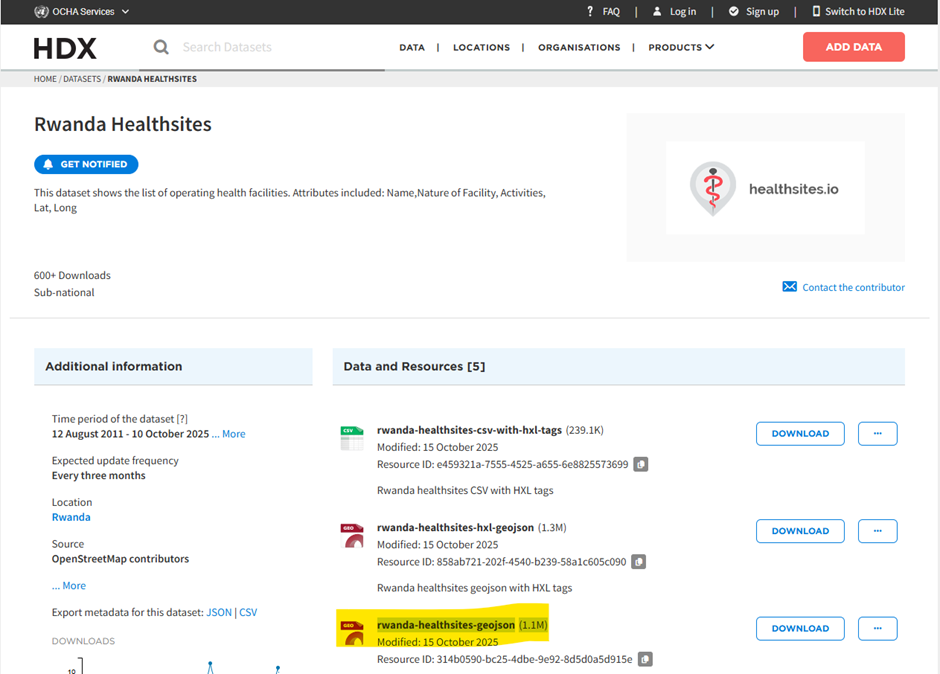 OCHA Services
FAQ | Log in | Sign up | Switch to HDX Lite
HDX
Search Datasets
DATA | LOCATIONS | ORGANISATIONS | PRODUCTS
ADD DATA
HOME / DATASETS / RWANDA HEALTHSITES
Rwanda Healthsites
GET NOTIFIED
This dataset shows the list of operating health facilities. Attributes included: Name,Nature of Facility, Activities,
Lat, Long
healthsites.io
600+ Downloads
Sub-national
Contact the contributor
Additional information
Time period of the dataset [?]
12 August 2011 - 10 October 2025 ... More
Expected update frequency
Every three months
Location
Rwanda
Source
OpenStreetMap contributors
... More
Export metadata for this dataset: JSON | CSV
DOWNLOADS
10
Data and Resources [5]
CSV
rwanda-healthsites-csv-with-hxl-tags (239.1K)
Modified: 15 October 2025
Resource ID: e459321a-7555-4525-a655-6e8825573699
Rwanda healthsites CSV with HXL tags
DOWNLOAD
...
GEO
rwanda-healthsites-hxl-geojson (1.3M)
Modified: 15 October 2025
Resource ID: 858ab721-202f-4540-b239-58a1c605c090
Rwanda healthsites geojson with HXL tags
DOWNLOAD
...
GEO
rwanda-healthsites-geojson (1.1M)
Modified: 15 October 2025
Resource ID: 314b0590-bc25-4dbe-9e92-8d5d0a5d915e
DOWNLOAD
...